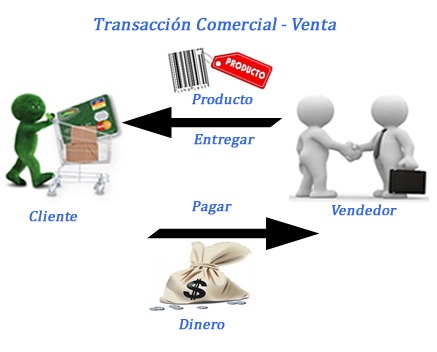 Transacción Comercial - Venta
PRODUCTO
Producto
Entregar
Cliente
Pagar
Vendedor
$
Dinero